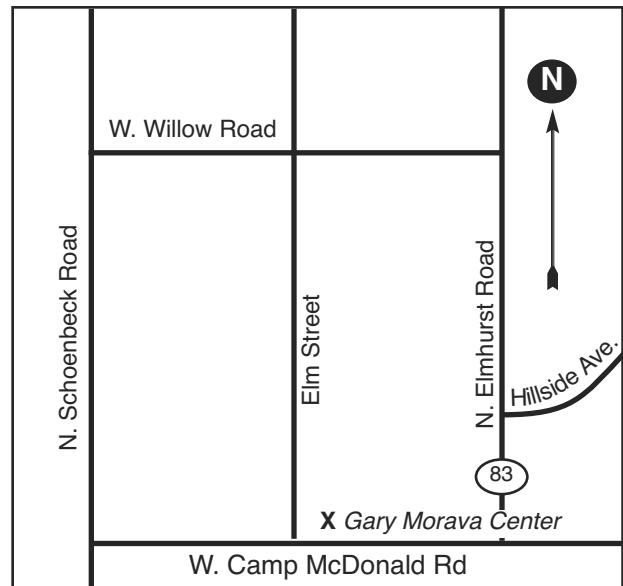 N
W. Willow Road
N. Schoenbeck Road
Elm Street
N. Elmhurst Road
Hillside Ave.
83
X Gary Morava Center
W. Camp McDonald Rd